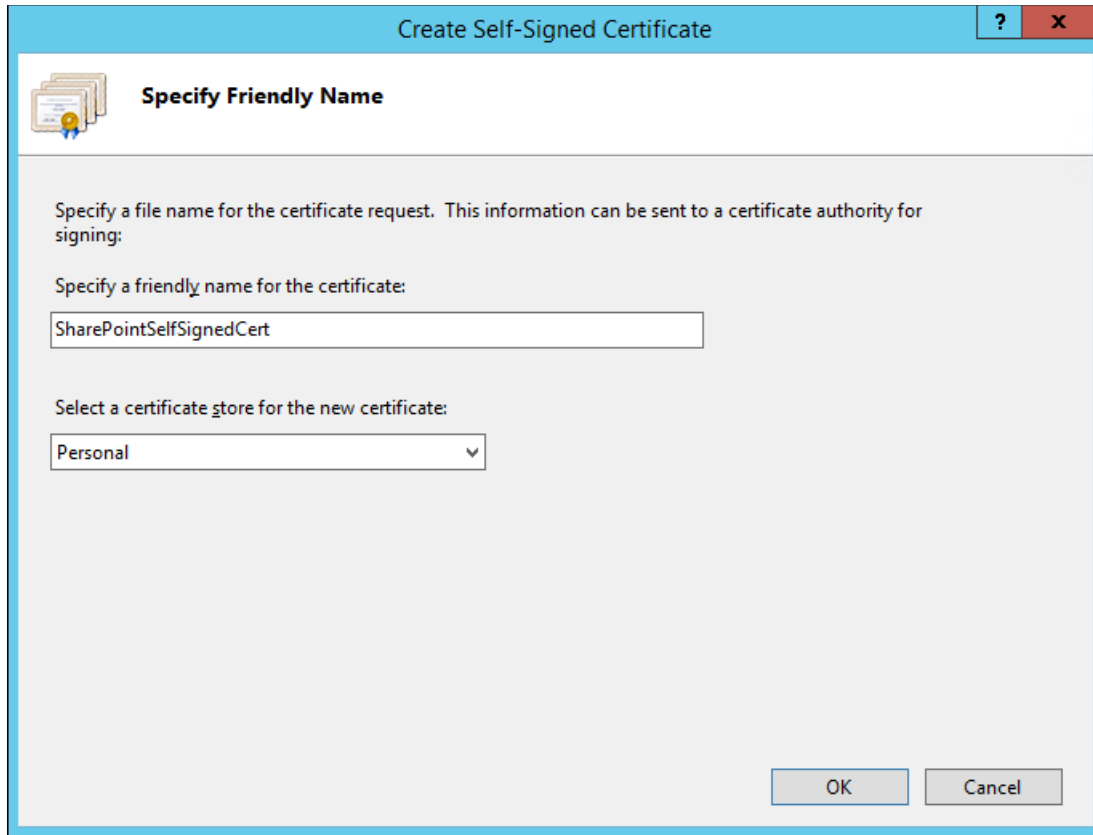 Create Self-Signed Certificate
?
x
Specify Friendly Name
Specify a file name for the certificate request.  This information can be sent to a certificate authority for
signing:
Specify a friendly name for the certificate:
SharePointSelfSignedCert
Select a certificate store for the new certificate:
Personal
OK
Cancel